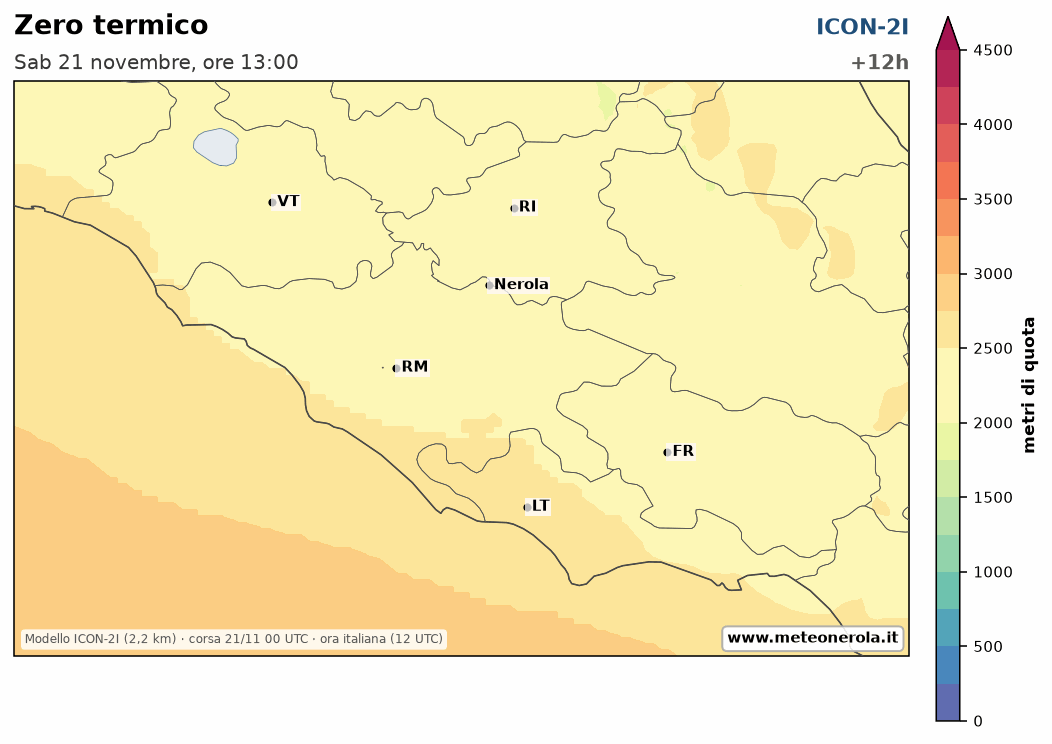 Zero termico
ICON-2I
Sab 21 novembre, ore 13:00
+12h
VT
RI
Nerola
RM
FR
LT
Modello ICON-2I (2,2 km) · corsa 21/11 00 UTC · ora italiana (12 UTC)
www.meteonerola.it
4500
4000
3500
3000
2500
2000
1500
1000
500
0
metri di quota